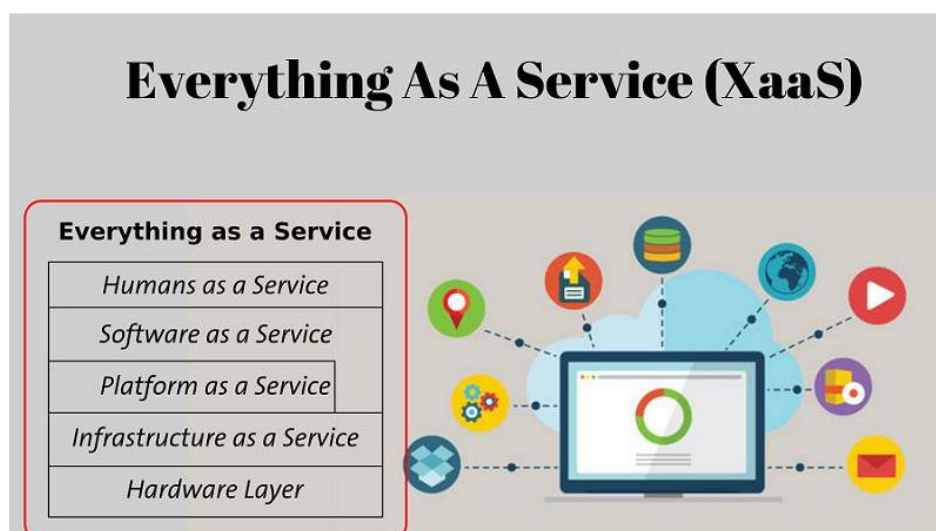 Everything As A Service (XaaS)
Everything as a Service
Humans as a Service
Software as a Service
Platform as a Service
Infrastructure as a Service
Hardware Layer